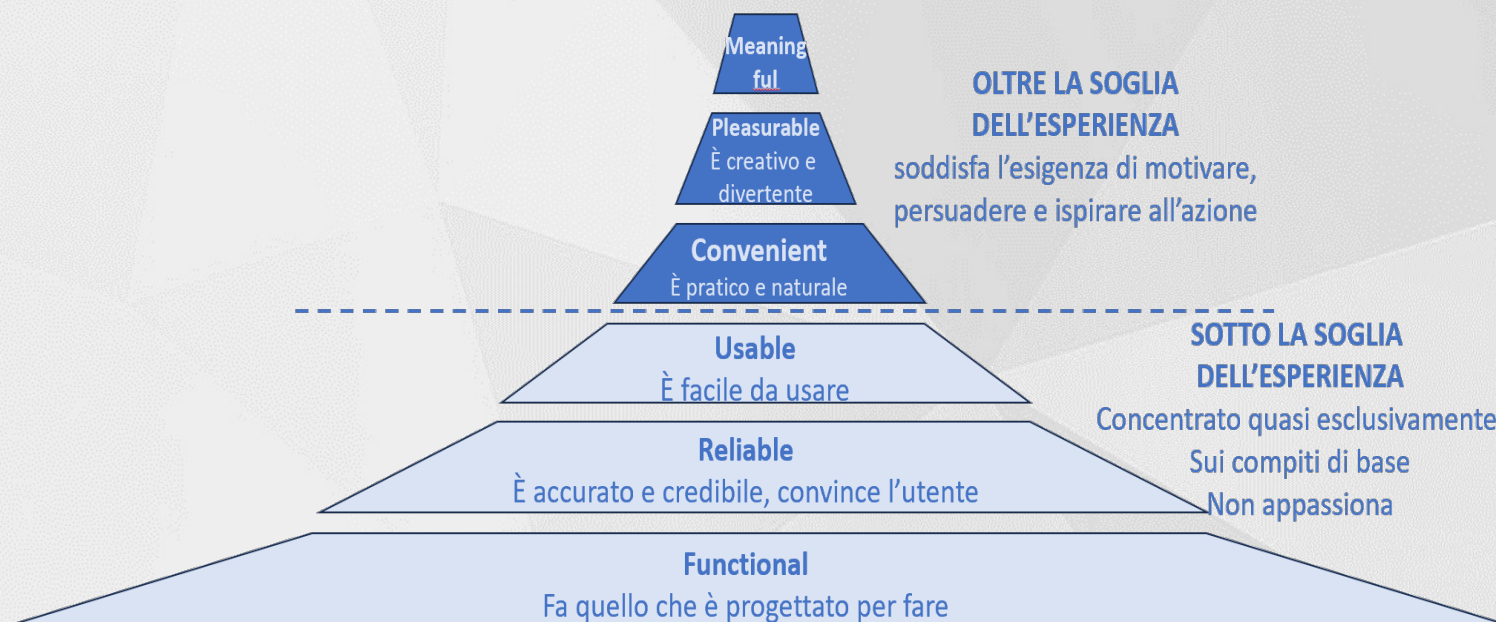 Meaning
ful
Pleasurable
È creativo e
divertente
Convenient
È pratico e naturale
OLTRE LA SOGLIA
DELL'ESPERIENZA
soddisfa l'esigenza di motivare,
persuadere e ispirare all'azione
Usable
È facile da usare
Reliable
È accurato e credibile, convince l'utente
Functional
Fa quello che è progettato per fare
SOTTO LA SOGLIA
DELL'ESPERIENZA
Concentrato quasi esclusivamente
Sui compiti di base
Non appassiona